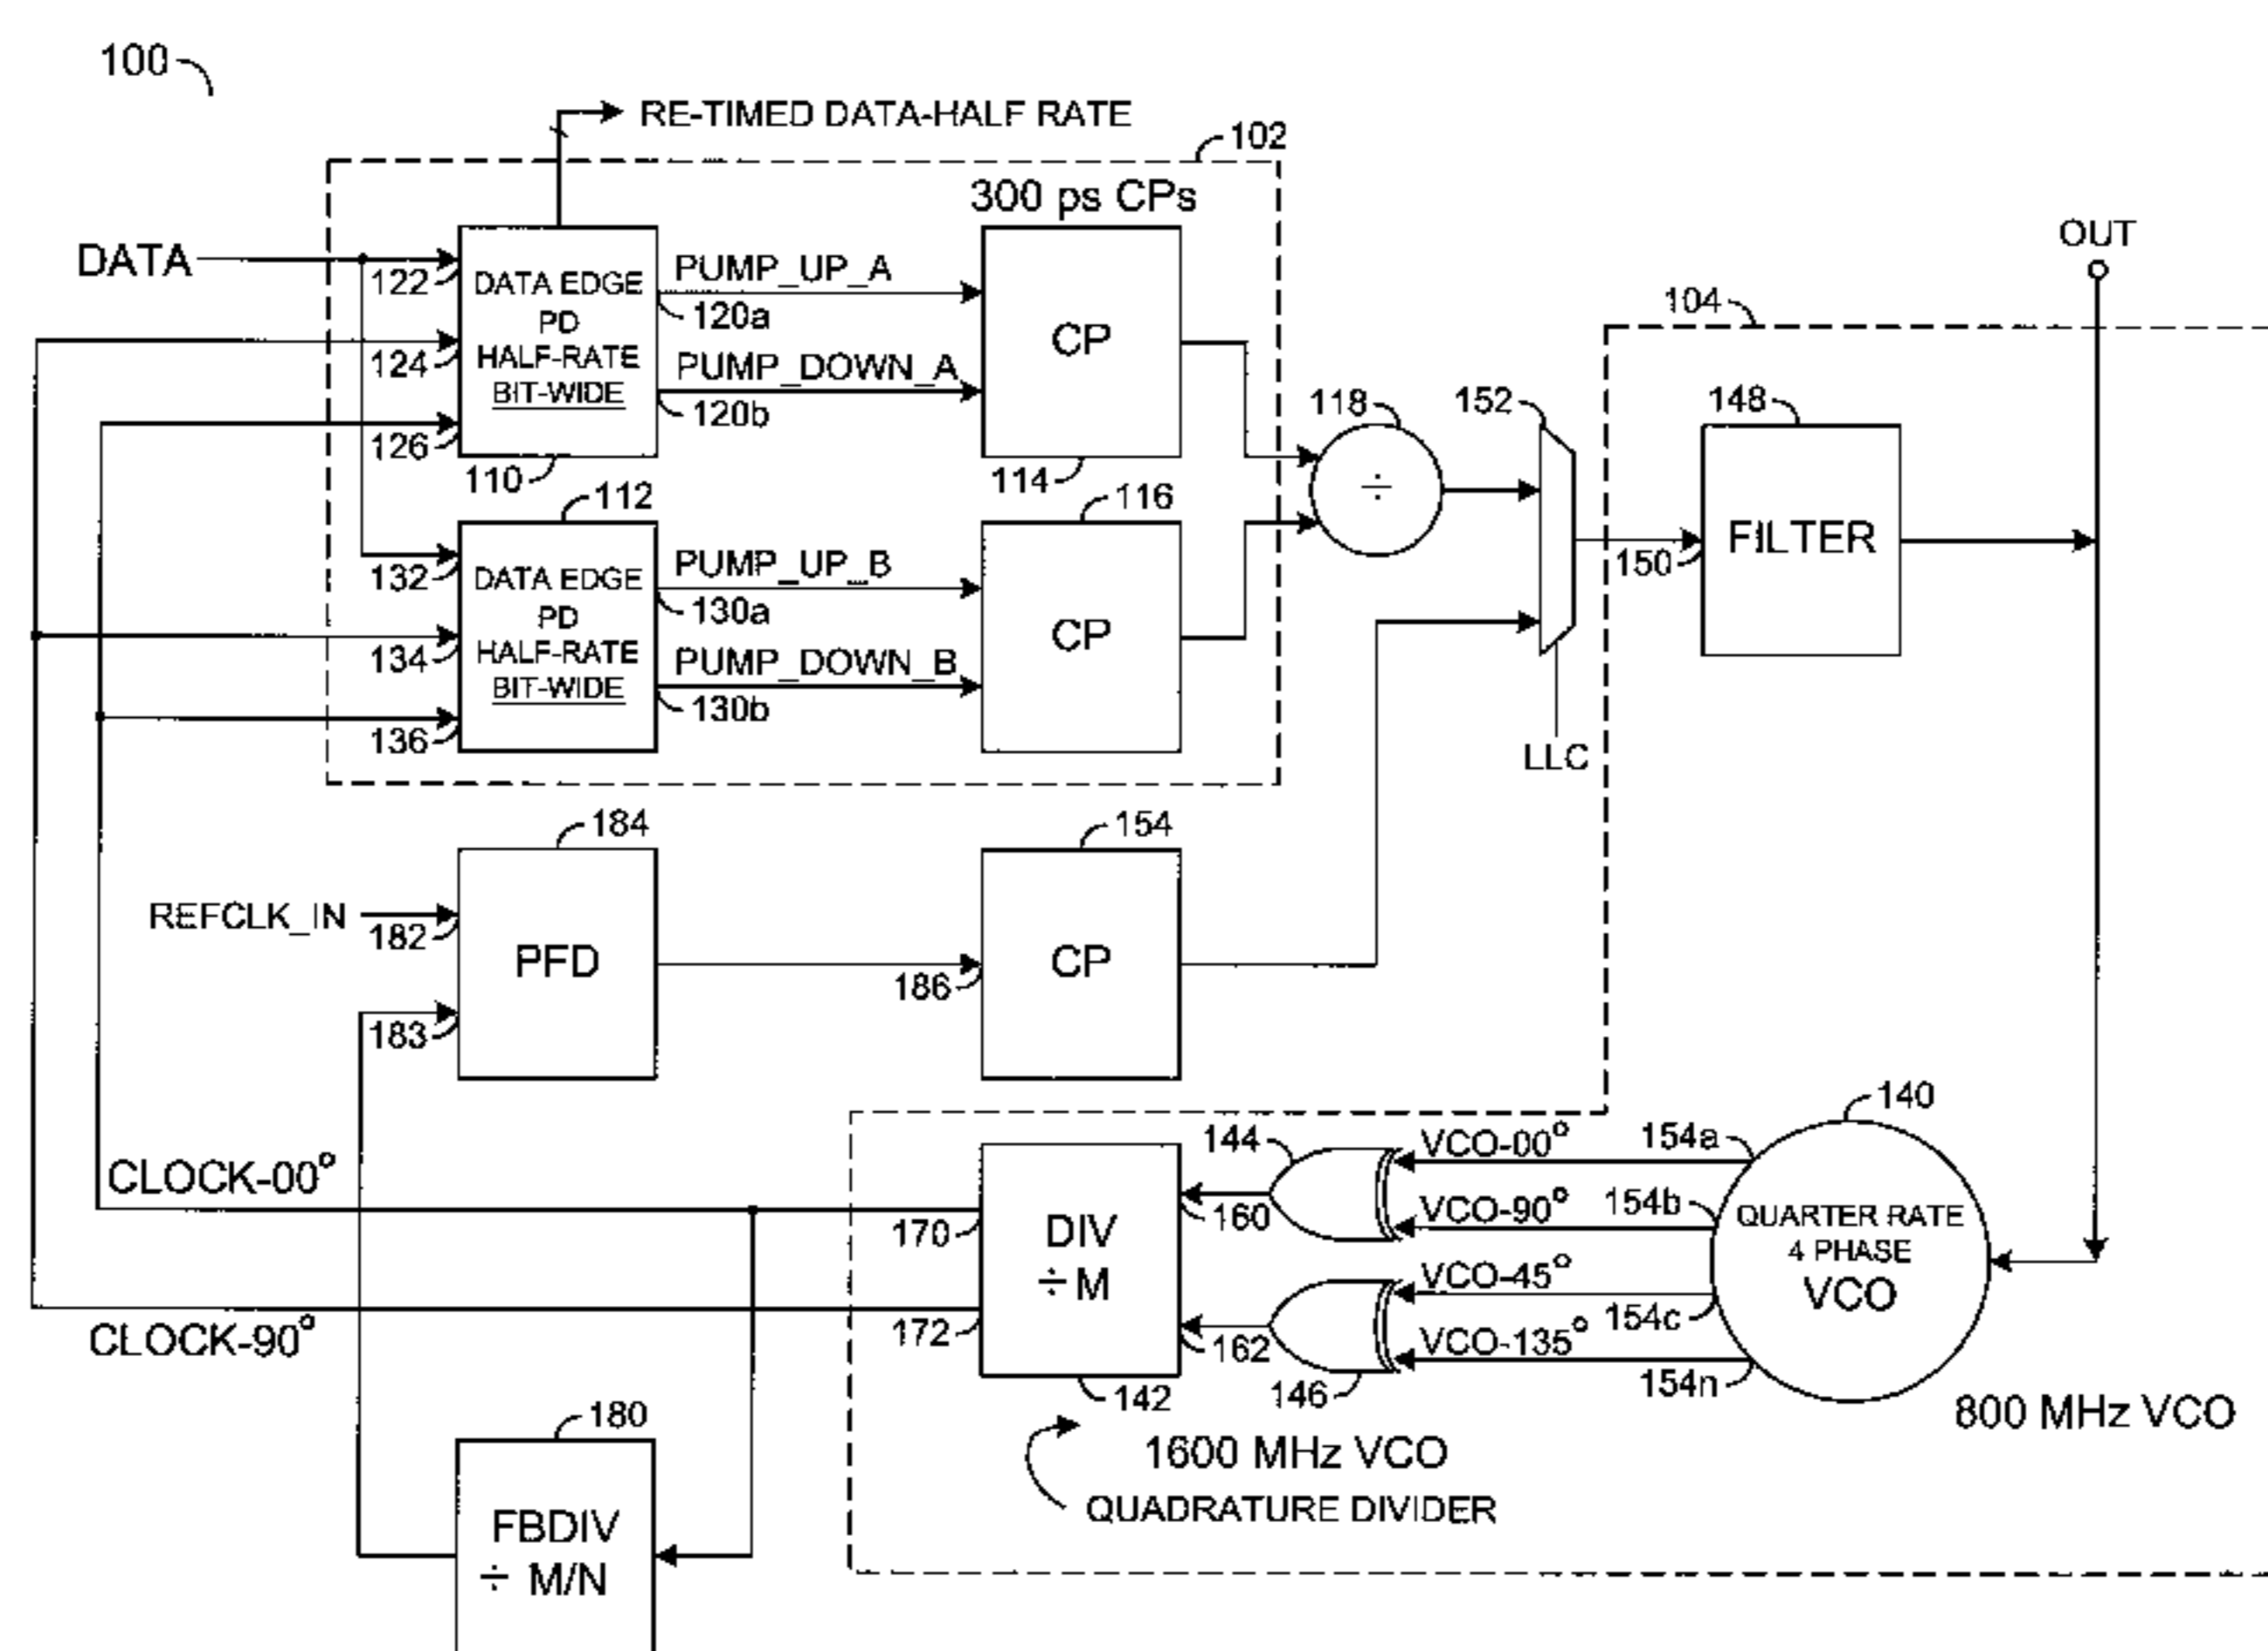 100
RE-TIMED DATA-HALF RATE
102
300 ps CPs
DATA
122
DATA EDGE
PD
HALF-RATE
BIT-WIDE
124
126
110
PUMP_UP_A
120a
PUMP_DOWN_A
120b
CP
114
OUT
104
118
÷
152
148
FILTER
150
LLC
112
132
DATA EDGE
PD
HALF-RATE
BIT-WIDE
134
136
PUMP_UP_B
130a
PUMP_DOWN_B
130b
116
CP
184
REFCLK_IN
182
PFD
183
154
186
CP
CLOCK-00°
170
CLOCK-90°
172
DIV
÷ M
142
144
160
162
146
VCO-00°
VCO-90°
VCO-45°
VCO-135°
154a
154b
154c
154n
140
QUARTER RATE
4 PHASE
VCO
800 MHz VCO
1600 MHz VCO
QUADRATURE DIVIDER
180
FBDIV
÷ M/N